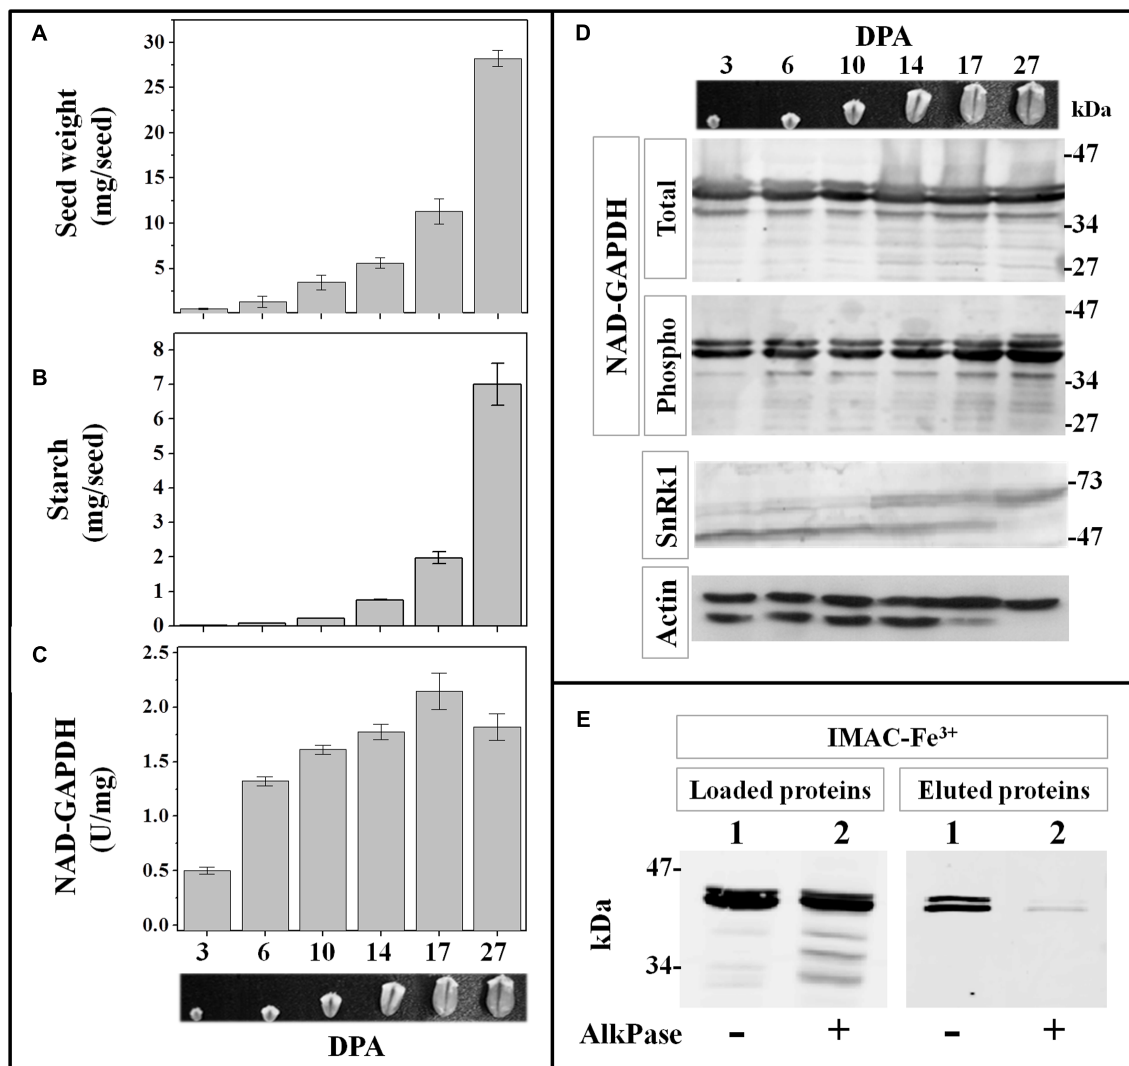 A
30
25
20
15
10
5
Seed weight
(mg/seed)
B
8
7
6
5
4
3
2
1
0
Starch
(mg/seed)
C
2.5
2.0
1.5
1.0
0.5
0.0
NAD-GAPDH
(U/mg)
3 6 10 14 17 27
DPA
D
DPA
3 6 10 14 17 27
kDa
NAD-GAPDH
Total
-47
-34
-27
Phospho
-47
-34
-27
SnRk1
-73
-47
Actin
E
IMAC-Fe³⁺
Loaded proteins Eluted proteins
1 2 1 2
47-
34-
kDa
AlkPase - + - +